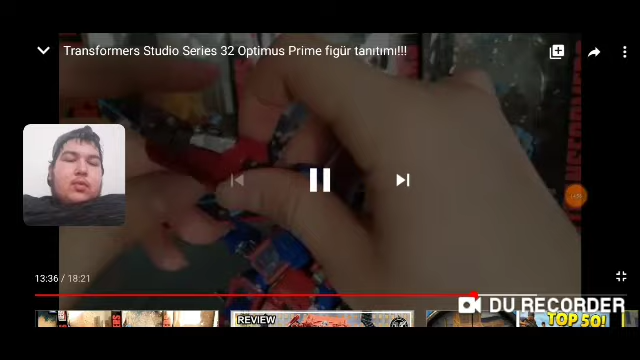 Transformers Studio Series 32 Optimus Prime figür tanıtımı!!!
13:36 / 18:21
DU RECORDER
REVIEW
TOP 50!